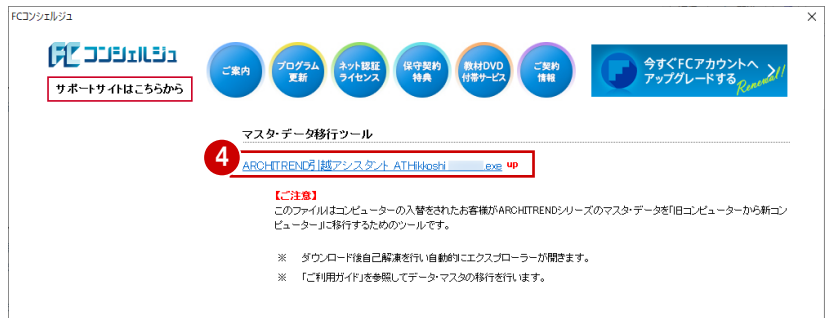 FCコンシェルジュ
FCコンシェルジュ
サポートサイトはこちらから
ご案内
プログラム
更新
ネット認証
ライセンス
保守契約
特典
教材DVD
付帯サービス
ご契約
情報
今すぐFCアカウントへ
アップグレードする
Renewal!
マスタ・データ移行ツール
4
ARCHITREND引越アシスタント ATHikkoshi .exe up
【ご注意】
このファイルはコンピューターの入替をされたお客様がARCHITRENDシリーズのマスタ・データを「旧コンピューターから新コン
ピューター」に移行するためのツールです。
※ ダウンロード後自己解凍を行い自動的にエクスプローラーが開きます。
※ 「ご利用ガイド」を参照してデータ・マスタの移行を行います。